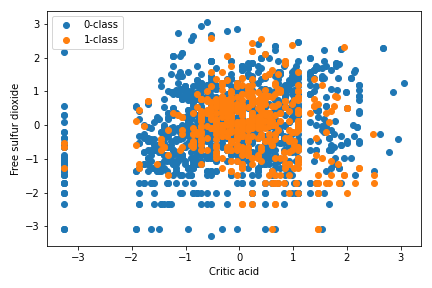 0-class
1-class
3
2
1
0
−1
−2
−3
Free sulfur dioxide
−3 −2 −1 0 1 2 3
Critic acid